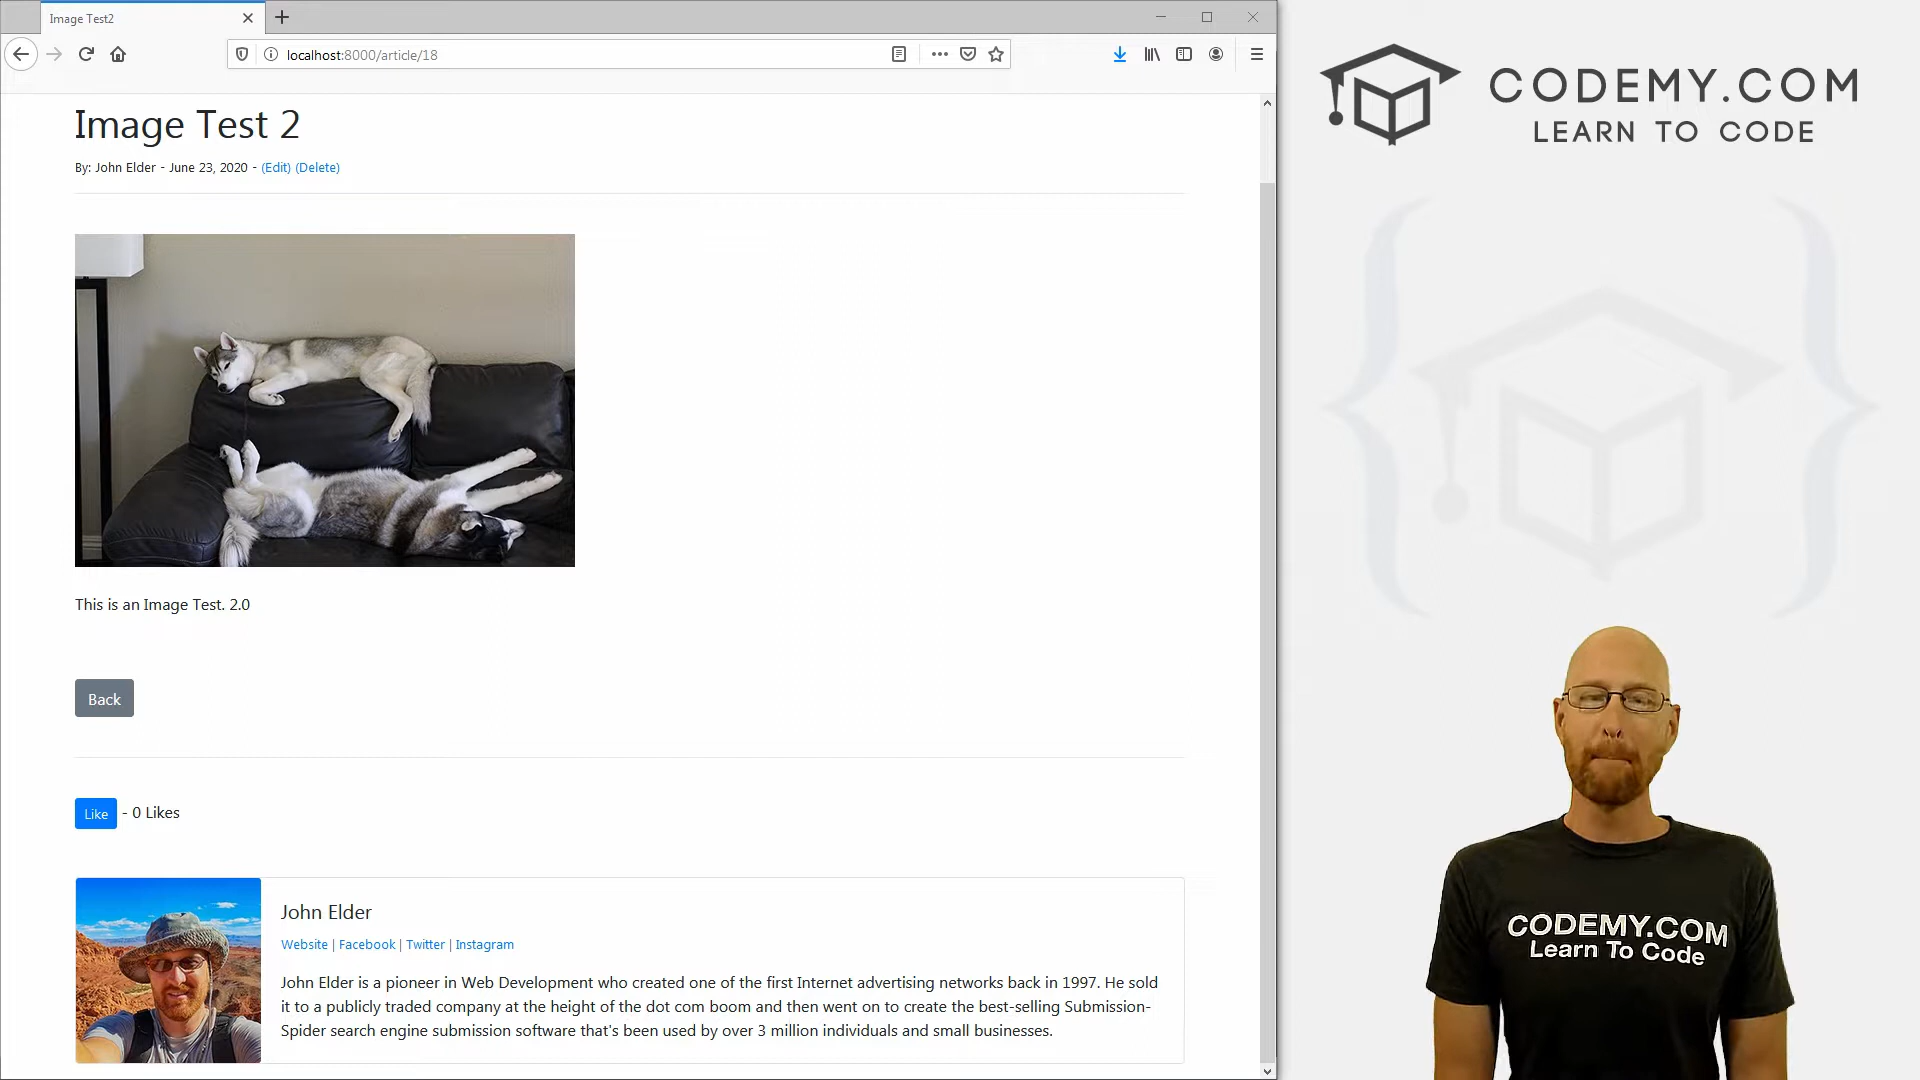 Image Test2
localhost:8000/article/18
CODEMY.COM
LEARN TO CODE
Image Test 2
By: John Elder - June 23, 2020 - (Edit) (Delete)
This is an Image Test. 2.0
Back
Like - 0 Likes
John Elder
Website | Facebook | Twitter | Instagram
John Elder is a pioneer in Web Development who created one of the first Internet advertising networks back in 1997. He sold
it to a publicly traded company at the height of the dot com boom and then went on to create the best-selling Submission-
Spider search engine submission software that's been used by over 3 million individuals and small businesses.
CODEMY.COM
Learn To Code